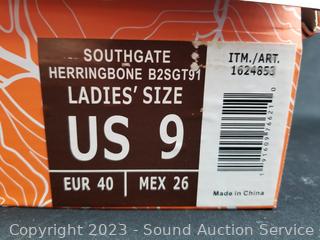 SOUTHGATE
HERRINGBONE B2SGT91
LADIES' SIZE
US 9
EUR 40 | MEX 26
ITM./ART.
1624853
Made in China
Copyright 2023 - Sound Auction Service